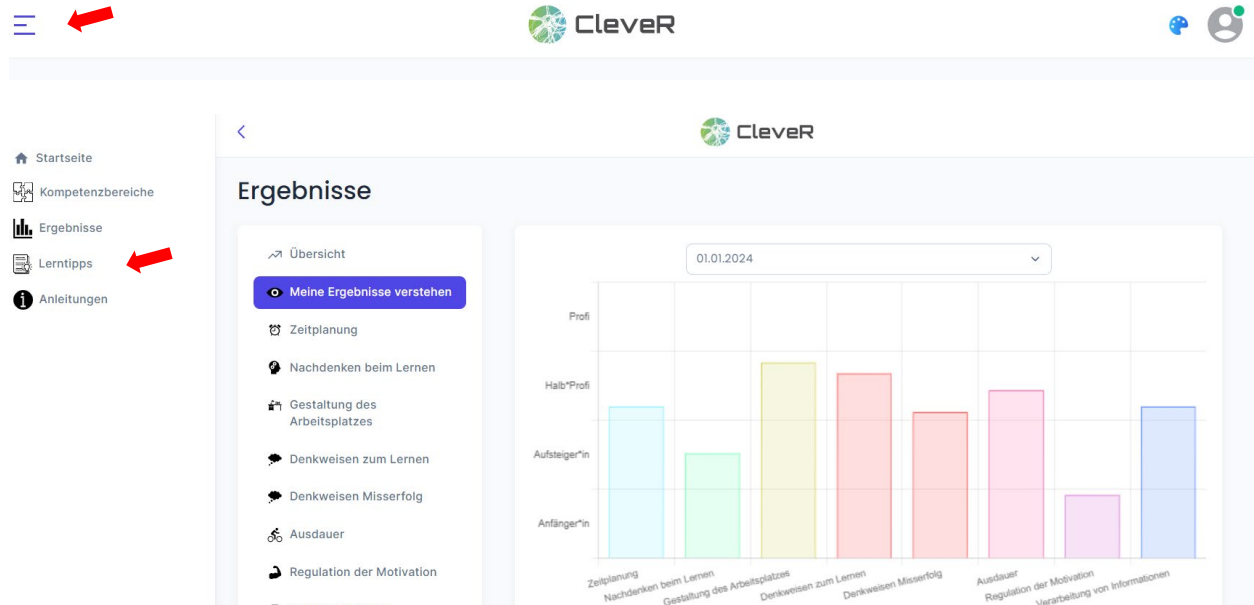 CleveR
CleveR
Startseite
Kompetenzbereiche
Ergebnisse
Lerntipps
Anleitungen
Ergebnisse
Übersicht
Meine Ergebnisse verstehen
Zeitplanung
Nachdenken beim Lernen
Gestaltung des
Arbeitsplatzes
Denkweisen zum Lernen
Denkweisen Misserfolg
Ausdauer
Regulation der Motivation
01.01.2024
Profi
Halb*Profi
Aufsteiger*in
Anfänger*in
Zeitplanung
Nachdenken beim Lernen
Gestaltung des Arbeitsplatzes
Denkweisen zum Lernen
Denkweisen Misserfolg
Ausdauer
Regulation der Motivation
Verarbeitung von Informationen